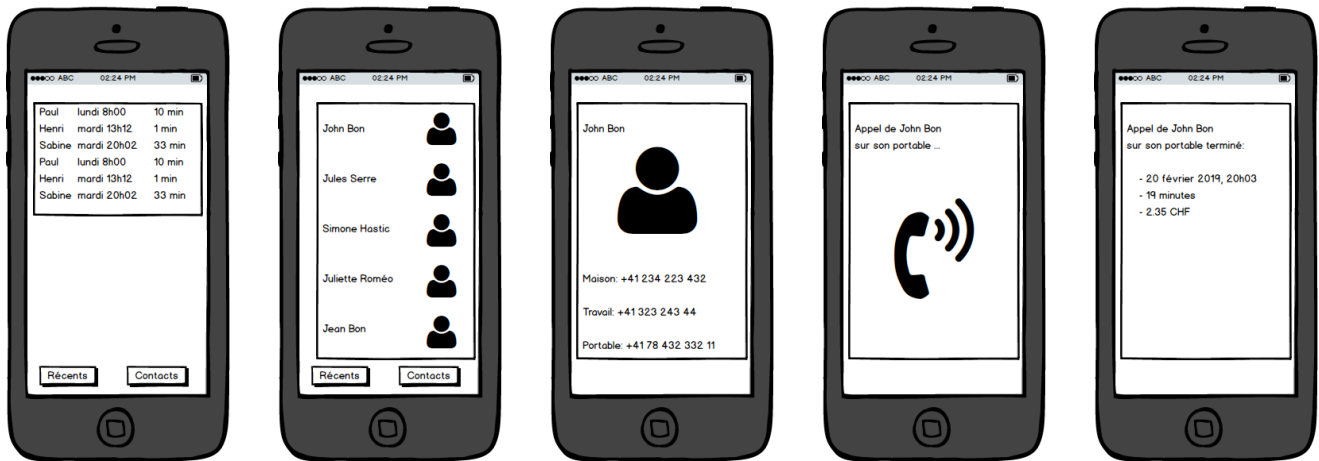 ●●●○○ ABC 02:24 PM
Paul lundi 8h00 10 min
Henri mardi 13h12 1 min
Sabine mardi 20h02 33 min
Paul lundi 8h00 10 min
Henri mardi 13h12 1 min
Sabine mardi 20h02 33 min
Récents Contacts
●●●○○ ABC 02:24 PM
John Bon
Jules Serre
Simone Hastic
Juliette Roméo
Jean Bon
Récents Contacts
●●●○○ ABC 02:24 PM
John Bon
Maison: +41 234 223 432
Travail: +41 323 243 44
Portable: +41 78 432 332 11
●●●○○ ABC 02:24 PM
Appel de John Bon
sur son portable ...
●●●○○ ABC 02:24 PM
Appel de John Bon
sur son portable terminé:
- 20 février 2019, 20h03
- 19 minutes
- 2.35 CHF